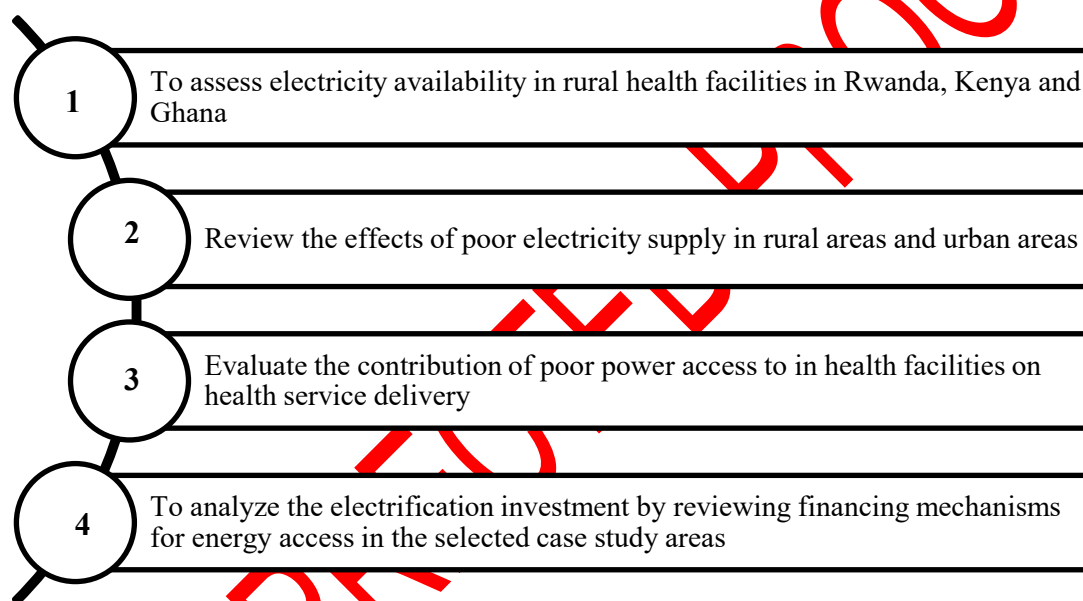 1
To assess electricity availability in rural health facilities in Rwanda, Kenya and
Ghana
2
Review the effects of poor electricity supply in rural areas and urban areas
3
Evaluate the contribution of poor power access to in health facilities on
health service delivery
4
To analyze the electrification investment by reviewing financing mechanisms
for energy access in the selected case study areas